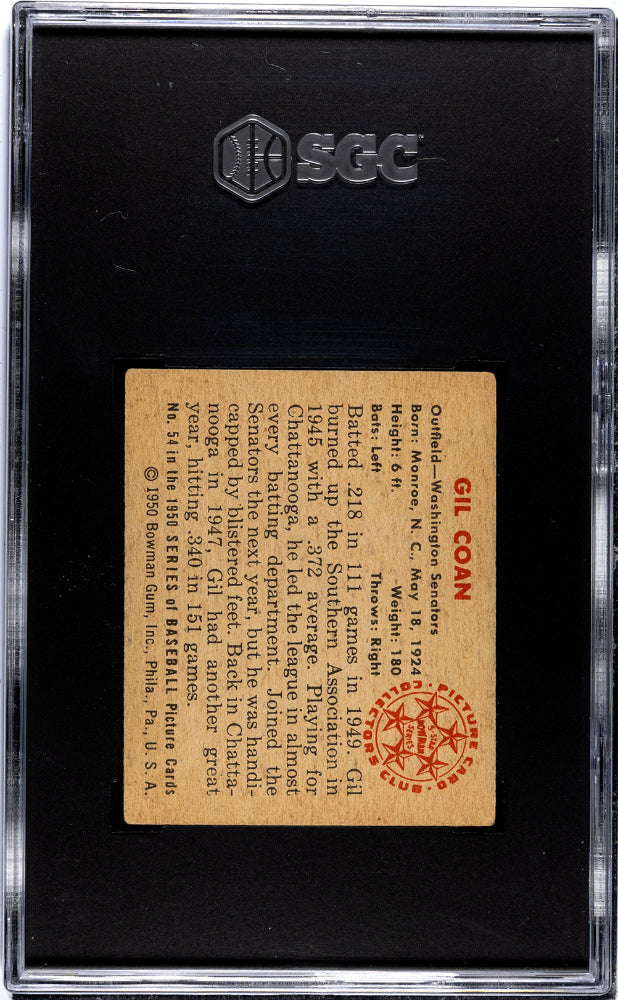 SGC
GIL COAN
Outfield—Washington Senators
Born: Monroe, N. C., May 18, 1924
Height: 6 ft. Weight: 180
Bats: Left Throws: Right
Batted .218 in 111 games in 1949. Gil
burned up the Southern Association in
1945 with a .372 average. Playing for
Chattanooga, he led the league in almost
every batting department. Joined the
Senators the next year, but he was handi-
capped by blistered feet. Back in Chatta-
nooga in 1947, Gil had another great
year, hitting .340 in 151 games.
No. 54 in the 1950 SERIES of BASEBALL Picture Cards
© 1950 Bowman Gum, Inc., Phila., Pa., U. S. A.
PICTURE CARD
COLLECTORS CLUB
5-STAR
BOWMAN
SERIES